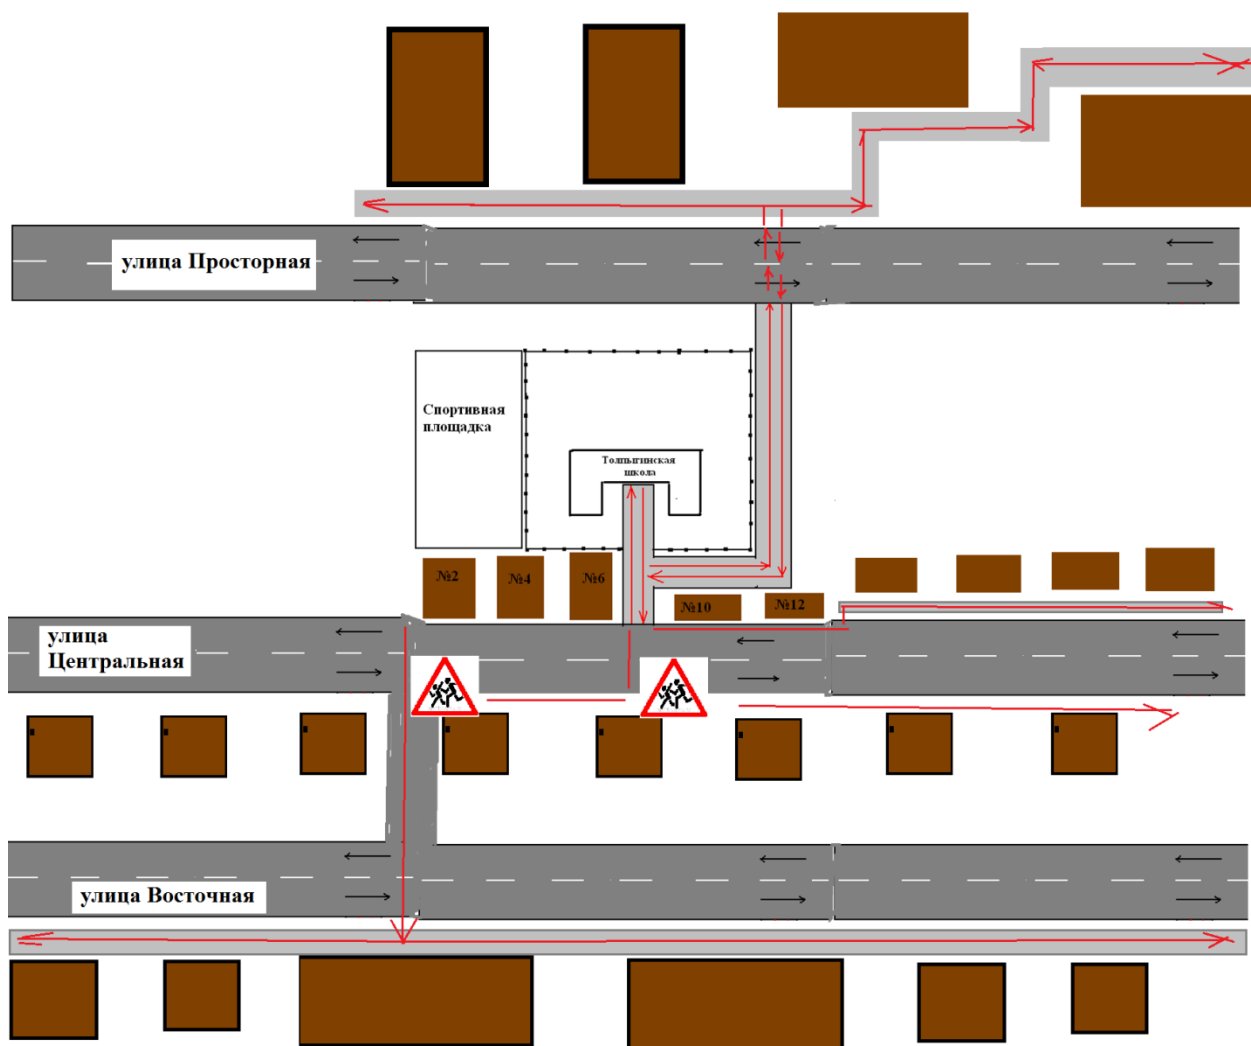 улица Просторная
Спортивная
площадка
Толпыгинская
школа
№2
№4
№6
№10
№12
улица
Центральная
улица Восточная